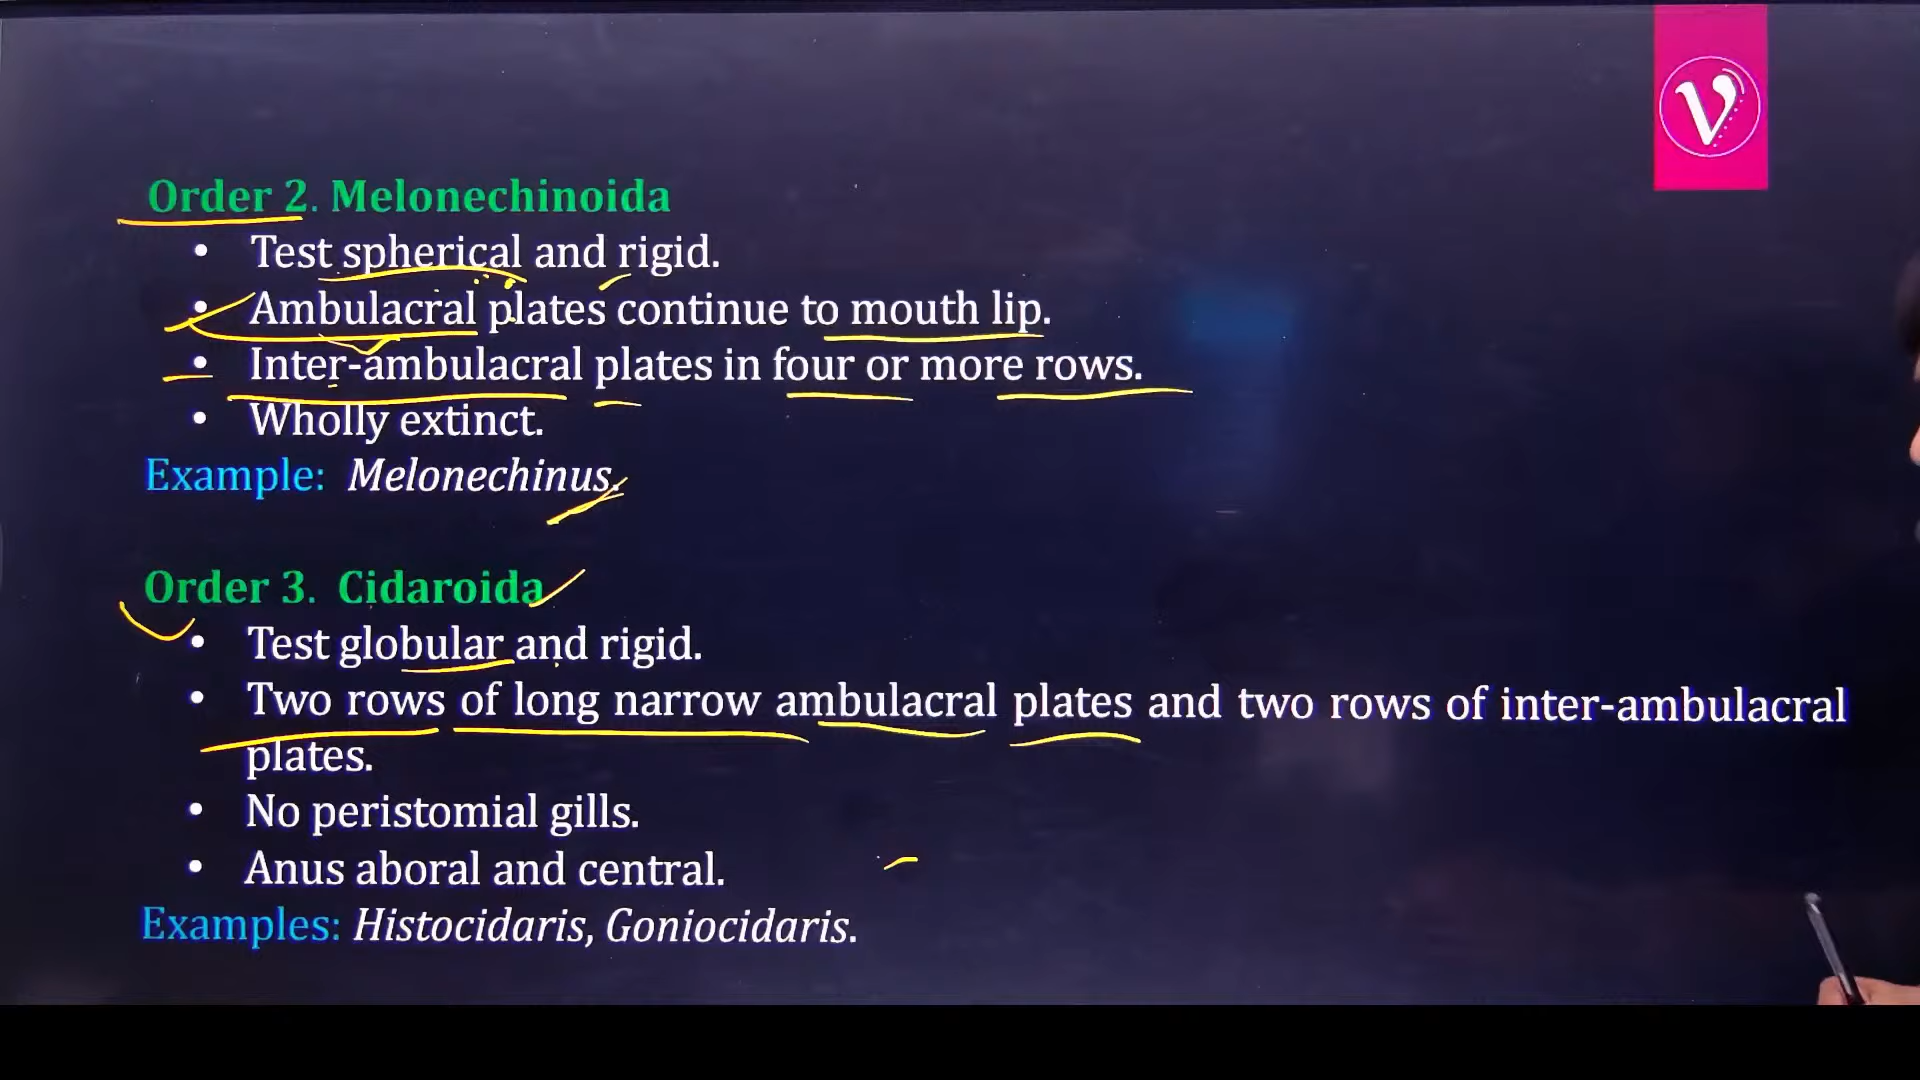 Order 2. Melonechinoida
• Test spherical and rigid.
• Ambulacral plates continue to mouth lip.
• Inter-ambulacral plates in four or more rows.
• Wholly extinct.
Example: Melonechinus.
Order 3. Cidaroida
• Test globular and rigid.
• Two rows of long narrow ambulacral plates and two rows of inter-ambulacral
plates.
• No peristomial gills.
• Anus aboral and central.
Examples: Histocidaris, Goniocidaris.
V